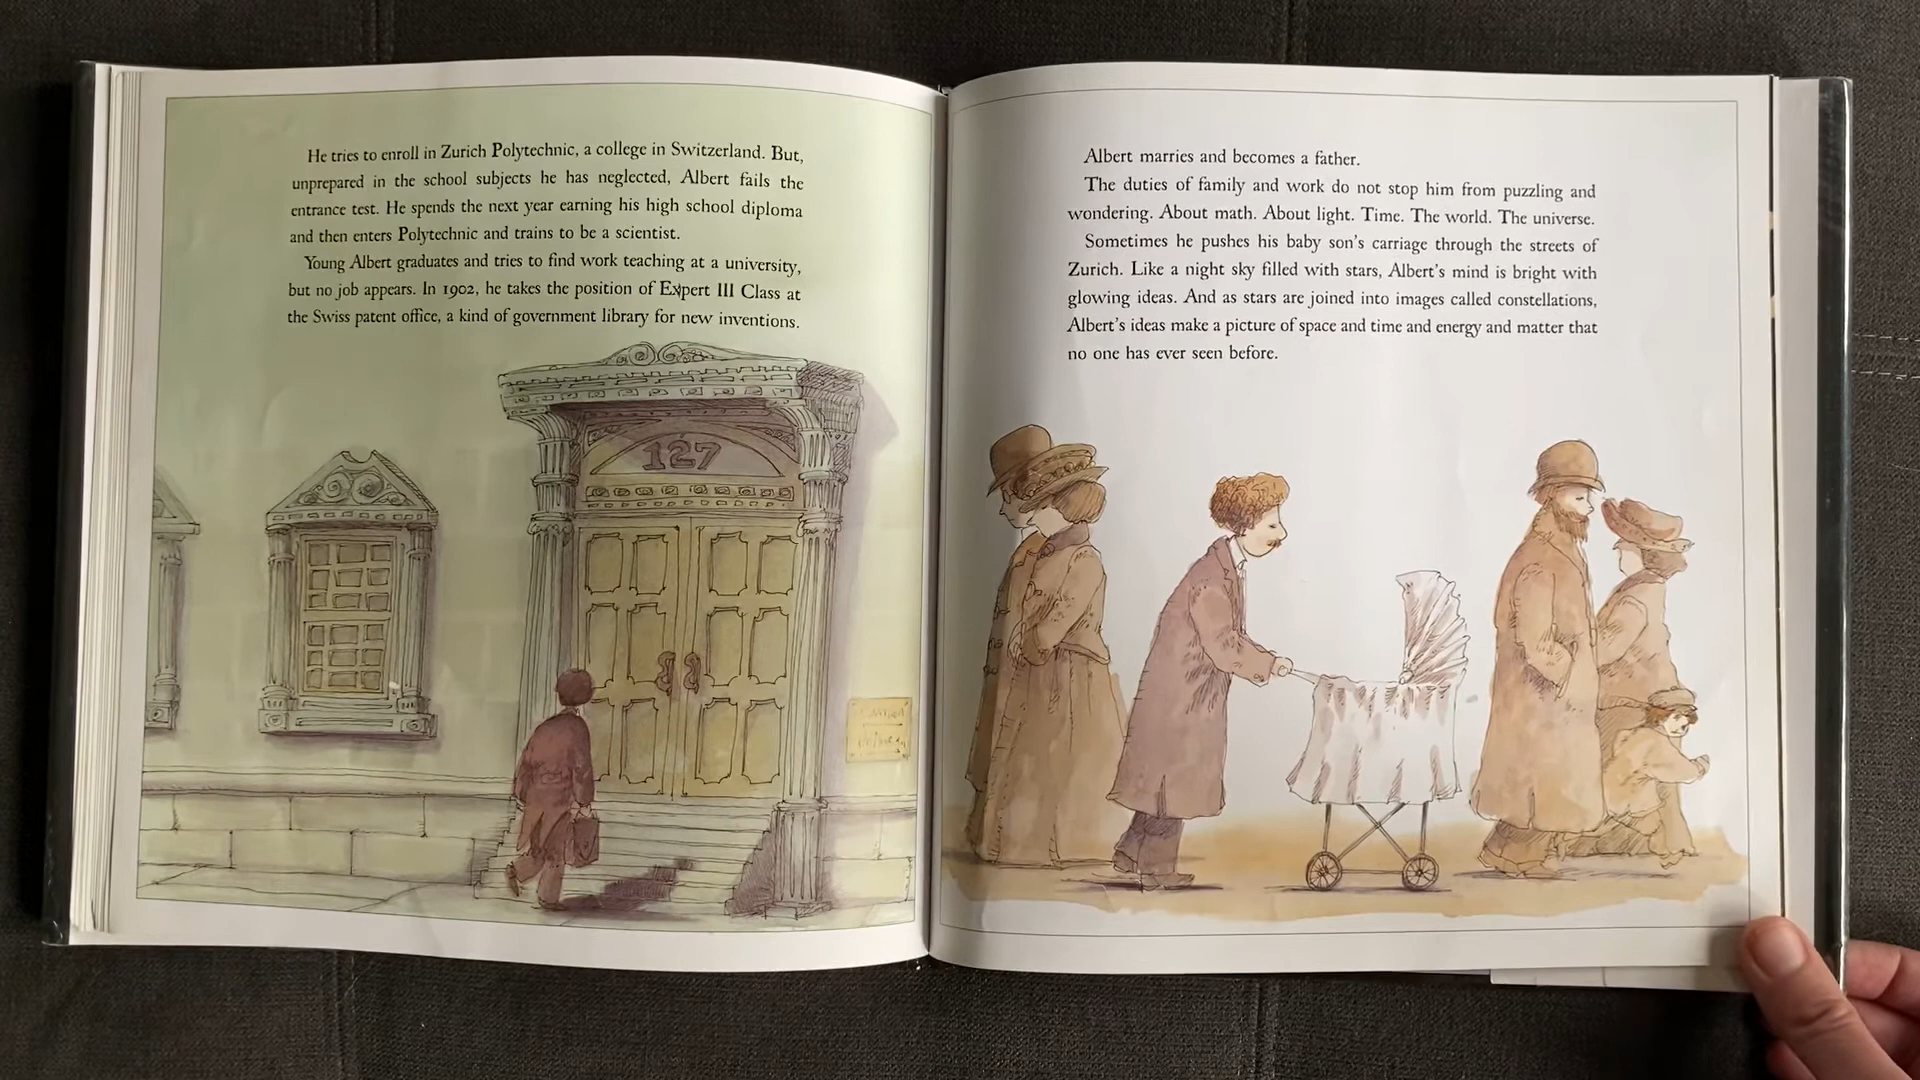 He tries to enroll in Zurich Polytechnic, a college in Switzerland. But,
unprepared in the school subjects he has neglected, Albert fails the
entrance test. He spends the next year earning his high school diploma
and then enters Polytechnic and trains to be a scientist.
Young Albert graduates and tries to find work teaching at a university,
but no job appears. In 1902, he takes the position of Expert III Class at
the Swiss patent office, a kind of government library for new inventions.
127
Albert marries and becomes a father.
The duties of family and work do not stop him from puzzling and
wondering. About math. About light. Time. The world. The universe.
Sometimes he pushes his baby son's carriage through the streets of
Zurich. Like a night sky filled with stars, Albert's mind is bright with
glowing ideas. And as stars are joined into images called constellations,
Albert's ideas make a picture of space and time and energy and matter that
no one has ever seen before.